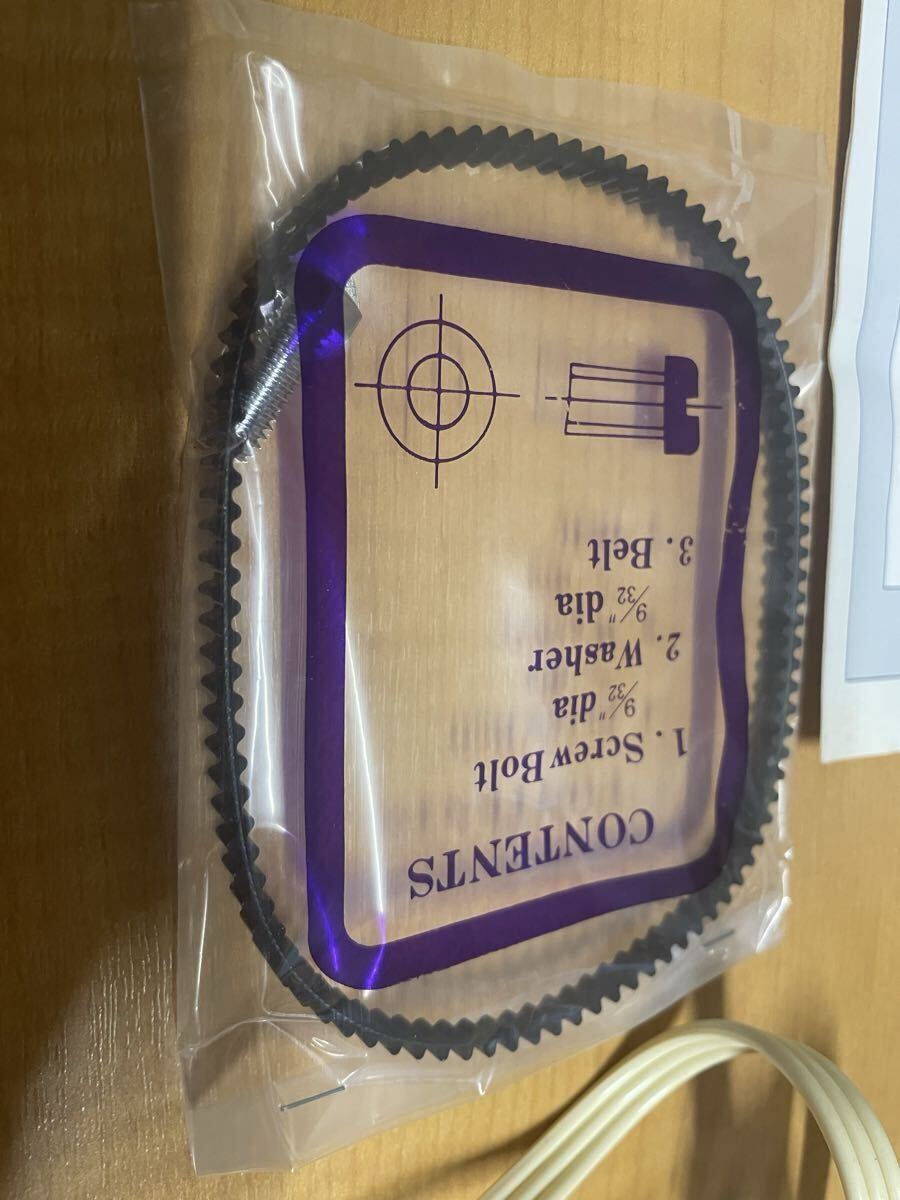 CONTENTS
1. Screw Bolt
9/32" dia
2. Washer
9/32" dia
3. Belt